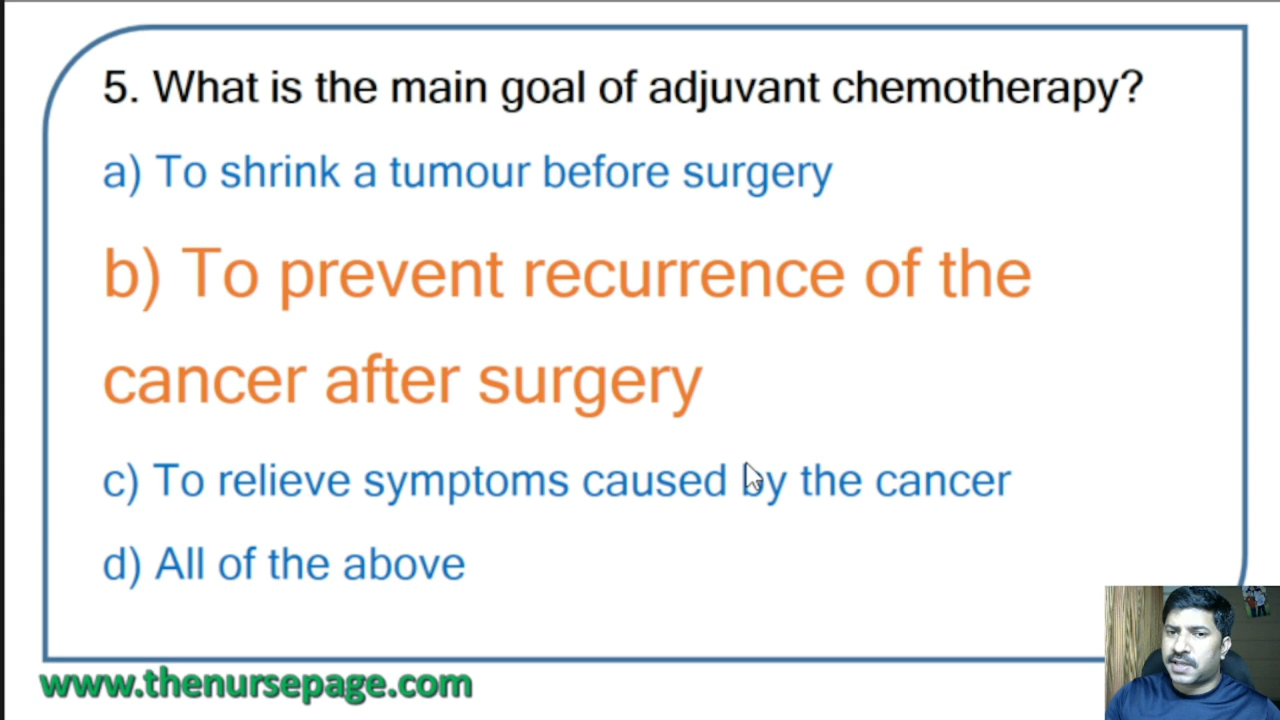 5. What is the main goal of adjuvant chemotherapy?
a) To shrink a tumour before surgery
b) To prevent recurrence of the
cancer after surgery
c) To relieve symptoms caused by the cancer
d) All of the above
www.thenursepage.com